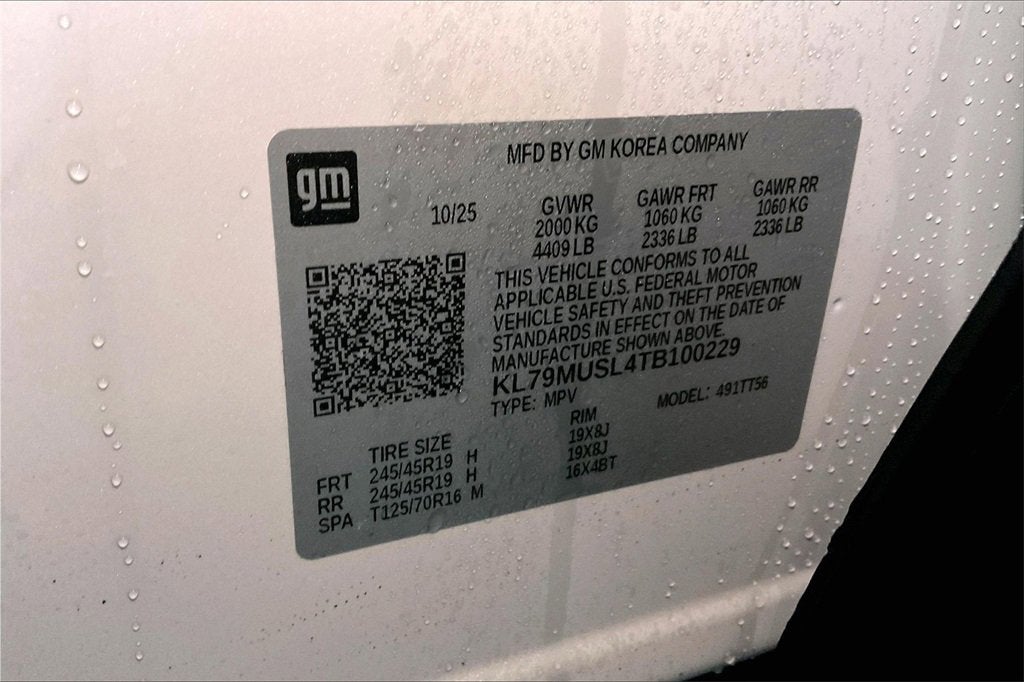 gm
MFD BY GM KOREA COMPANY
10/25
GVWR
2000 KG
4409 LB
GAWR FRT
1060 KG
2336 LB
GAWR RR
1060 KG
2336 LB
THIS VEHICLE CONFORMS TO ALL
APPLICABLE U.S. FEDERAL MOTOR
VEHICLE SAFETY AND THEFT PREVENTION
STANDARDS IN EFFECT ON THE DATE OF
MANUFACTURE SHOWN ABOVE.
KL79MUSL4TB100229
TYPE: MPV
MODEL: 491TT56
TIRE SIZE
RIM
FRT 245/45R19 H 19X8J
RR 245/45R19 H 19X8J
SPA T125/70R16 M 16X4BT